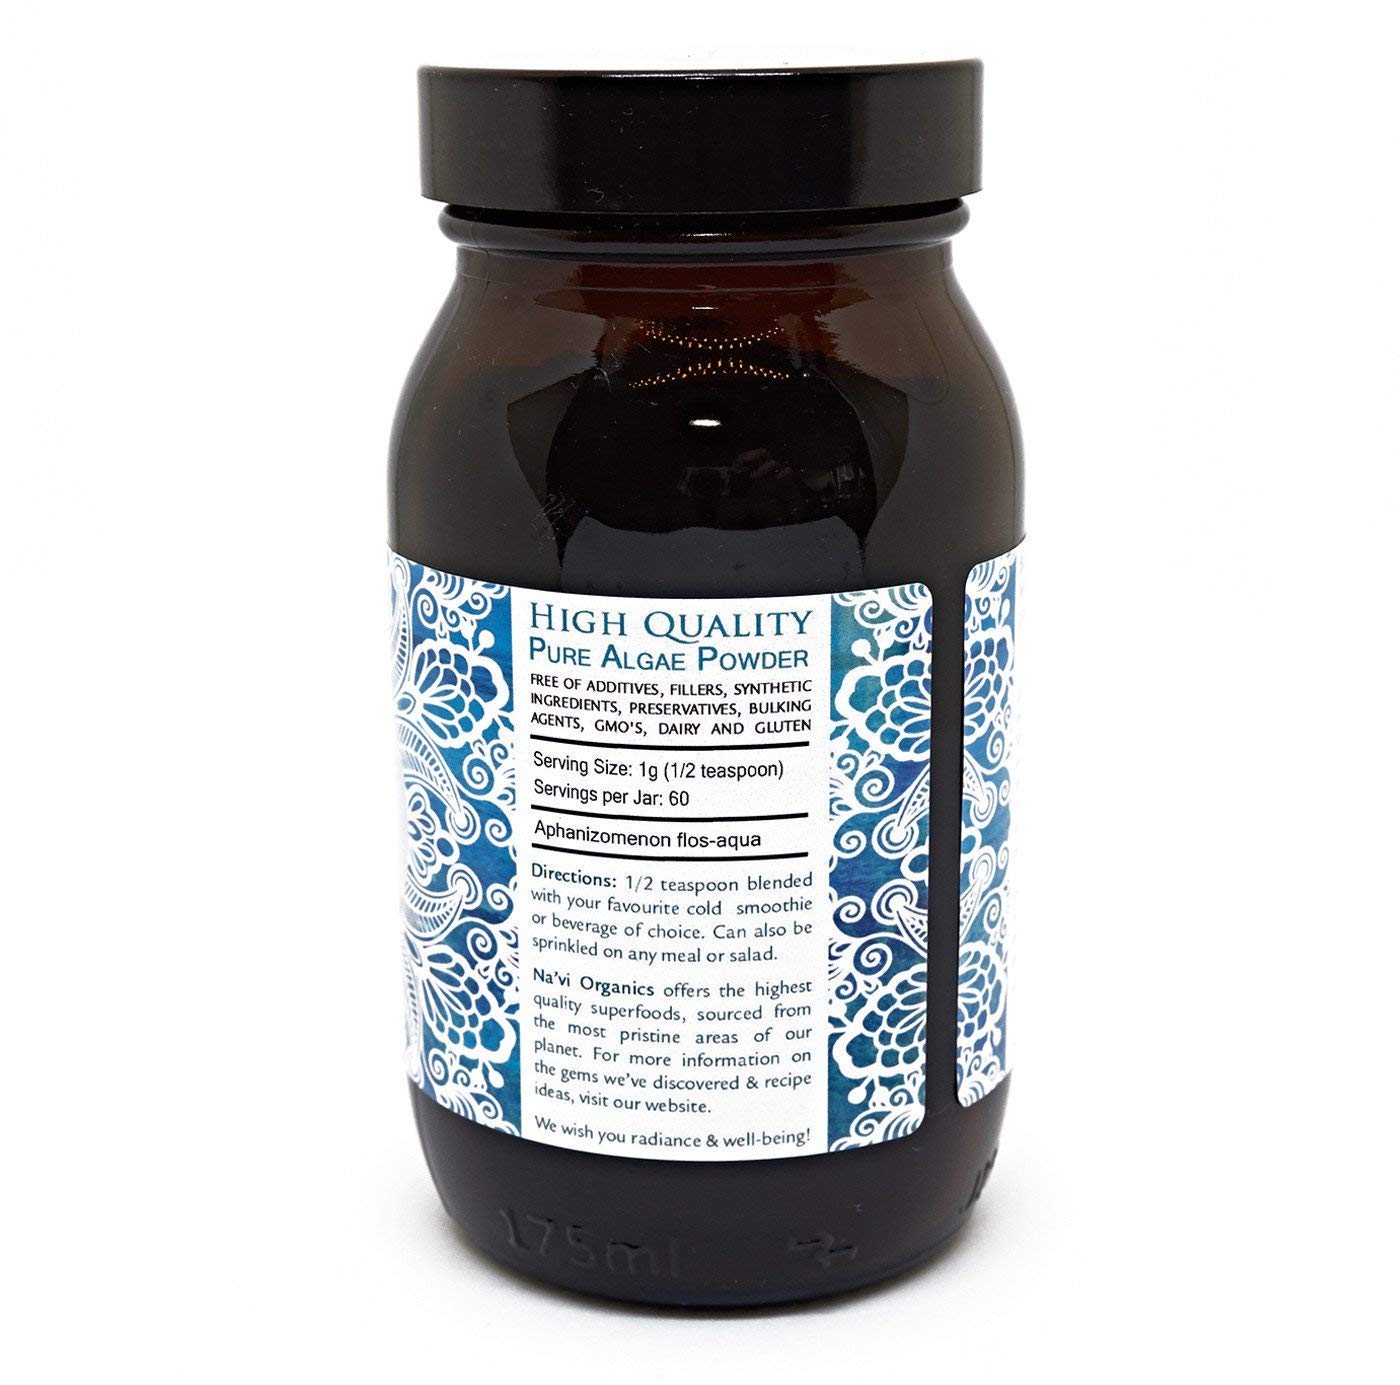 HIGH QUALITY
PURE ALGAE POWDER
FREE OF ADDITIVES, FILLERS, SYNTHETIC
INGREDIENTS, PRESERVATIVES, BULKING
AGENTS, GMO'S, DAIRY AND GLUTEN
Serving Size: 1g (1/2 teaspoon)
Servings per Jar: 60
Aphanizomenon flos-aqua
Directions: 1/2 teaspoon blended
with your favourite cold smoothie
or beverage of choice. Can also be
sprinkled on any meal or salad.
Na'vi Organics offers the highest
quality superfoods, sourced from
the most pristine areas of our
planet. For more information on
the gems we've discovered & recipe
ideas, visit our website.
We wish you radiance & well-being!
175ml